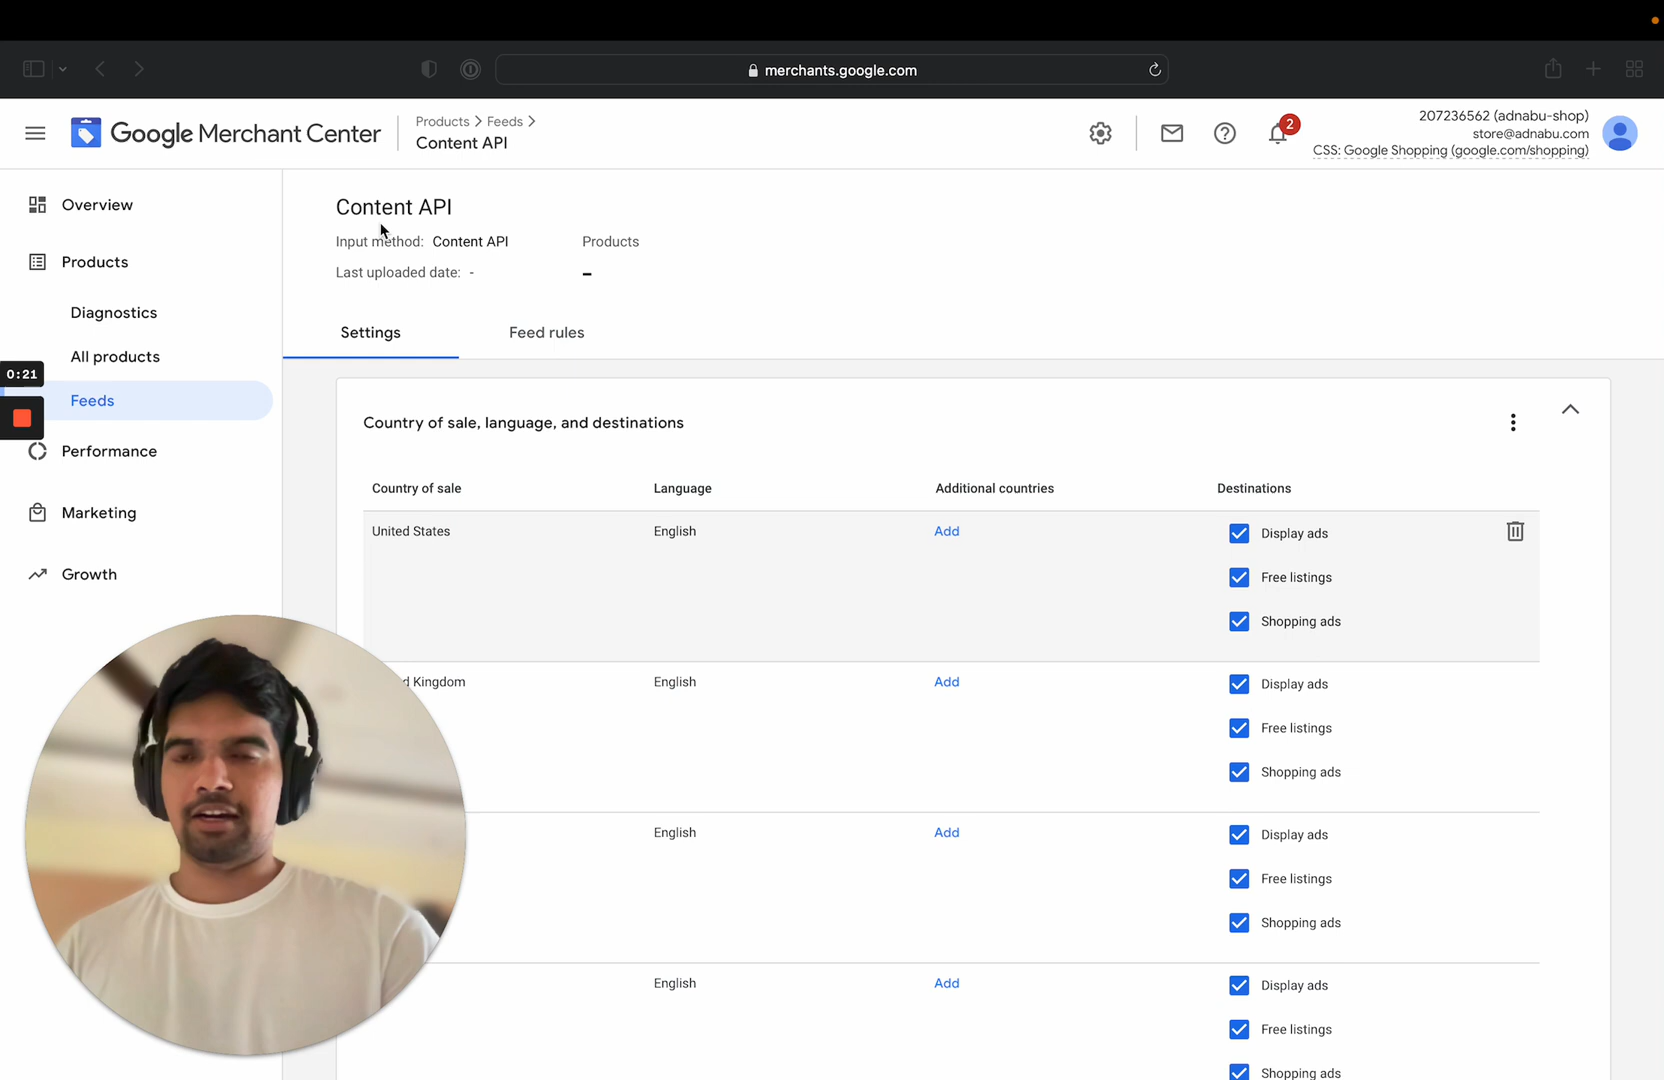 merchants.google.com
Google Merchant Center
Products > Feeds >
Content API
2
207236562 (adnabu-shop)
store@adnabu.com
CSS: Google Shopping (google.com/shopping)
Overview
Products
Diagnostics
All products
0:21
Feeds
Performance
Marketing
Growth
Content API
Input method: Content API
Products
Last uploaded date: -
–
Settings
Feed rules
Country of sale, language, and destinations
Country of sale
Language
Additional countries
Destinations
United States
English
Add
Display ads
Free listings
Shopping ads
d Kingdom
English
Add
Display ads
Free listings
Shopping ads
English
Add
Display ads
Free listings
Shopping ads
English
Add
Display ads
Free listings
Shopping ads